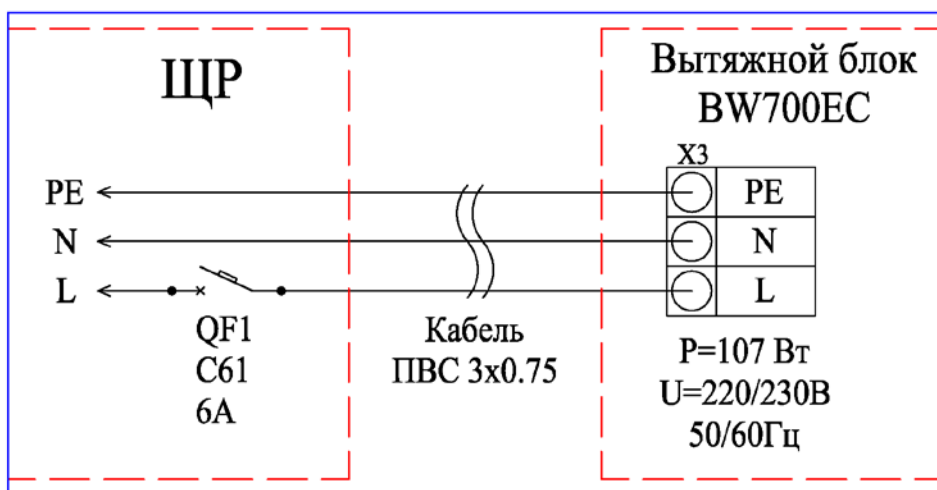 ЩР
Вытяжной блок
BW700EC
X3
PE
PE
N
N
L
L
QF1
C61
6А
Кабель
ПВС 3х0.75
P=107 Вт
U=220/230В
50/60Гц